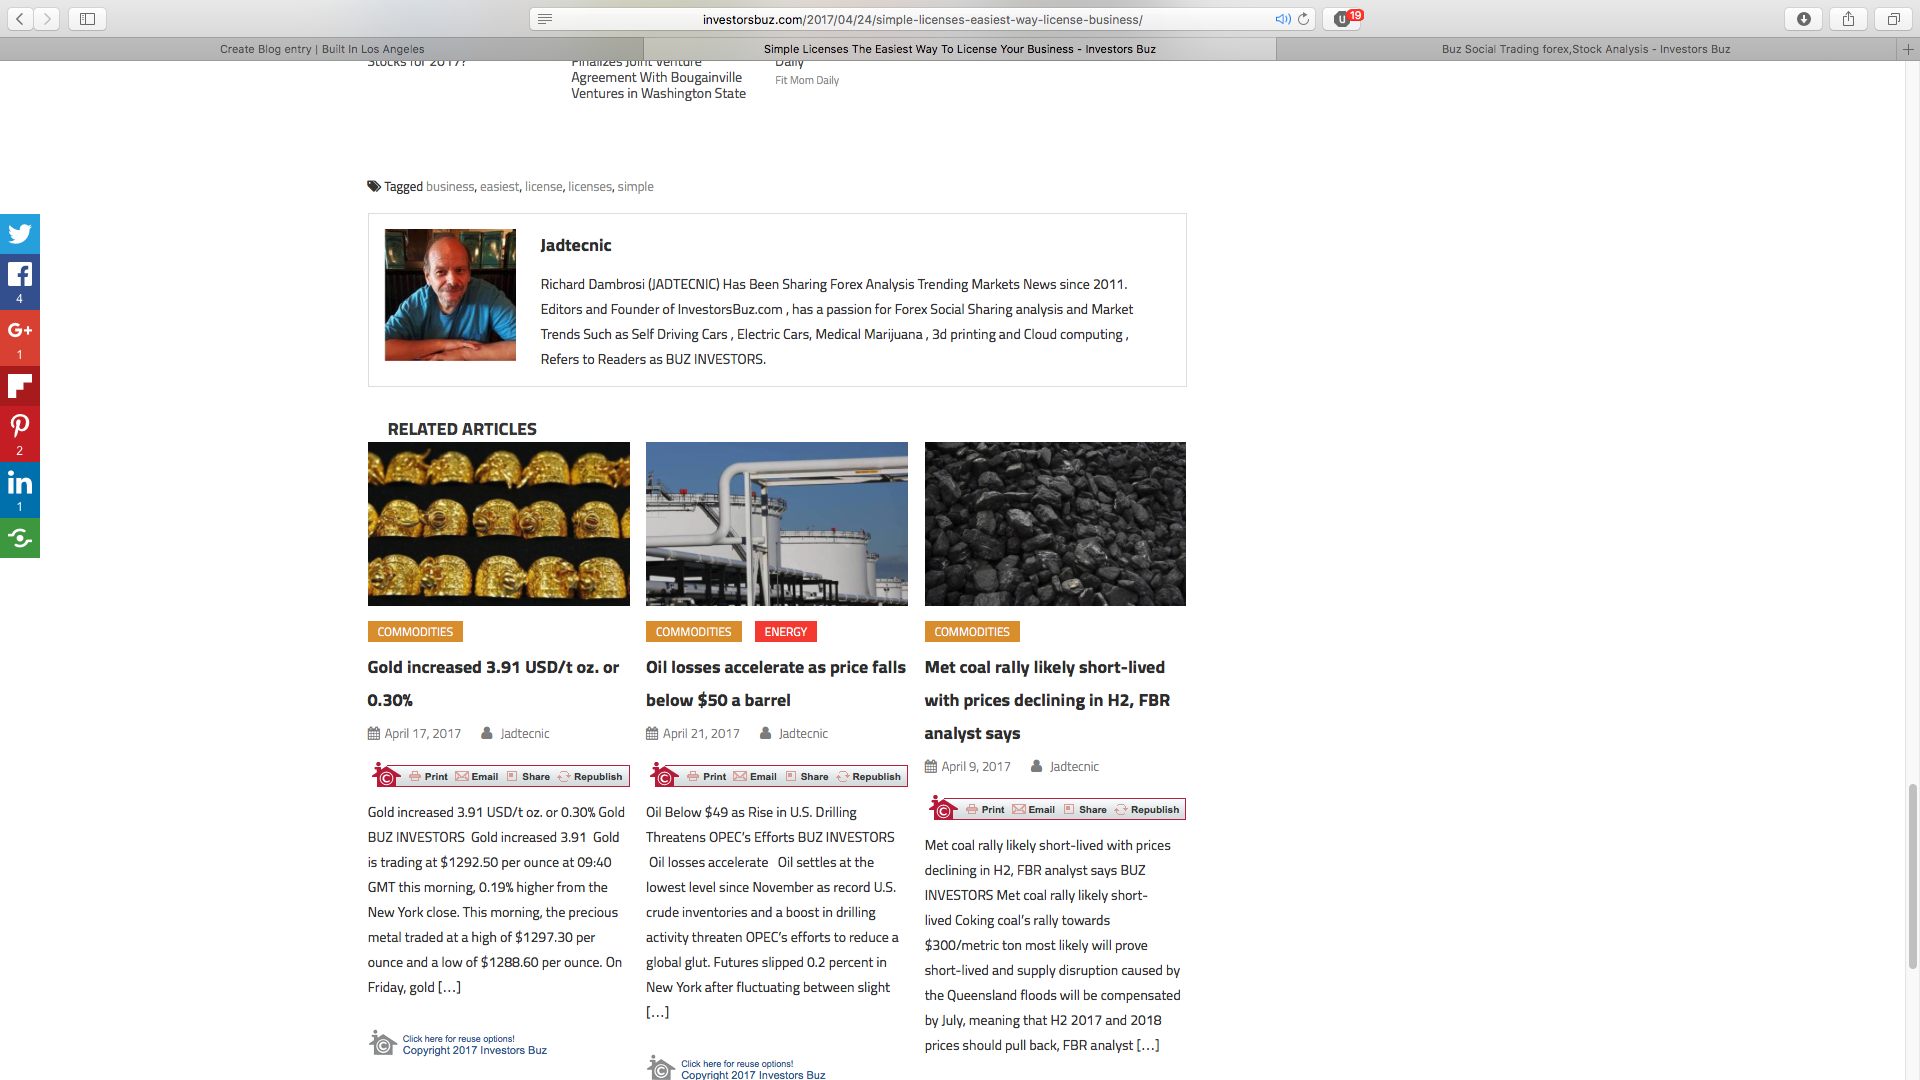 investorsbuz.com/2017/04/24/simple-licenses-easiest-way-license-business/
19
Create Blog entry | Built In Los Angeles
Simple Licenses The Easiest Way To License Your Business - Investors Buz
Buz Social Trading forex,Stock Analysis - Investors Buz
Stocks for 2017?
Finalizes Joint Venture
Agreement With Bougainville
Ventures in Washington State
Daily
Fit Mom Daily
Tagged business, easiest, license, licenses, simple
4
G+
1
2
in
1
Jadtecnic
Richard Dambrosi (JADTECNIC) Has Been Sharing Forex Analysis Trending Markets News since 2011.
Editors and Founder of InvestorsBuz.com , has a passion for Forex Social Sharing analysis and Market
Trends Such as Self Driving Cars , Electric Cars, Medical Marijuana , 3d printing and Cloud computing ,
Refers to Readers as BUZ INVESTORS.
RELATED ARTICLES
COMMODITIES
Gold increased 3.91 USD/t oz. or
0.30%
April 17, 2017 Jadtecnic
Print Email Share Republish
Gold increased 3.91 USD/t oz. or 0.30% Gold
BUZ INVESTORS Gold increased 3.91 Gold
is trading at $1292.50 per ounce at 09:40
GMT this morning, 0.19% higher from the
New York close. This morning, the precious
metal traded at a high of $1297.30 per
ounce and a low of $1288.60 per ounce. On
Friday, gold […]
Click here for reuse options!
Copyright 2017 Investors Buz
COMMODITIES ENERGY
Oil losses accelerate as price falls
below $50 a barrel
April 21, 2017 Jadtecnic
Print Email Share Republish
Oil Below $49 as Rise in U.S. Drilling
Threatens OPEC's Efforts BUZ INVESTORS
Oil losses accelerate Oil settles at the
lowest level since November as record U.S.
crude inventories and a boost in drilling
activity threaten OPEC's efforts to reduce a
global glut. Futures slipped 0.2 percent in
New York after fluctuating between slight
[…]
Click here for reuse options!
Copyright 2017 Investors Buz
COMMODITIES
Met coal rally likely short-lived
with prices declining in H2, FBR
analyst says
April 9, 2017 Jadtecnic
Print Email Share Republish
Met coal rally likely short-lived with prices
declining in H2, FBR analyst says BUZ
INVESTORS Met coal rally likely short-
lived Coking coal's rally towards
$300/metric ton most likely will prove
short-lived and supply disruption caused by
the Queensland floods will be compensated
by July, meaning that H2 2017 and 2018
prices should pull back, FBR analyst […]